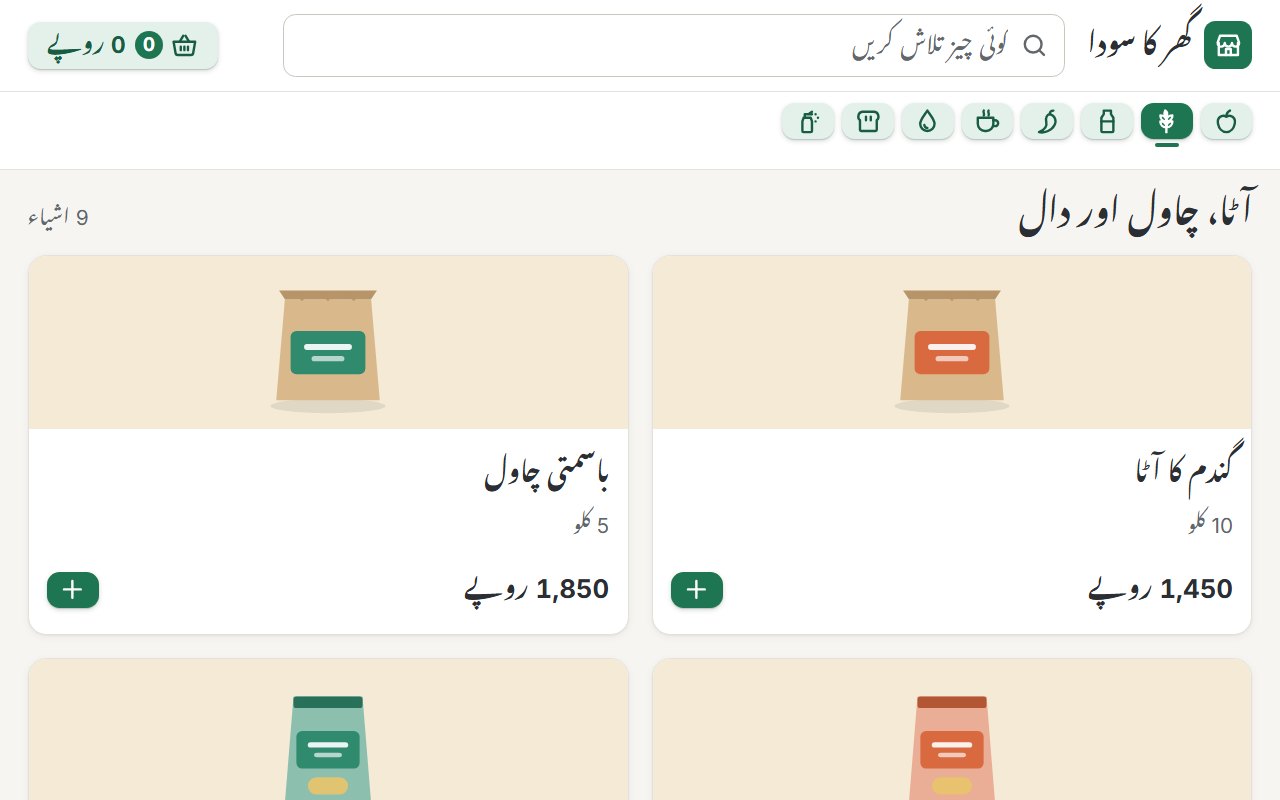 گھر کا سودا
کوئی چیز تلاش کریں
0 0 روپے
آٹا، چاول اور دال
9 اشیاء
گندم کا آٹا
10 کلو
1,450 روپے
باسمتی چاول
5 کلو
1,850 روپے